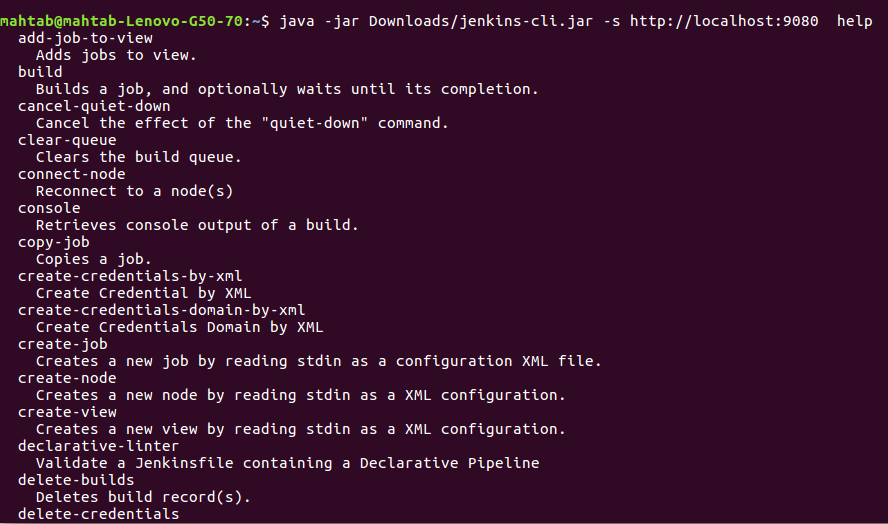 mahtab@mahtab-Lenovo-G50-70:~$ java -jar Downloads/jenkins-cli.jar -s http://localhost:9080  help
  add-job-to-view
    Adds jobs to view.
  build
    Builds a job, and optionally waits until its completion.
  cancel-quiet-down
    Cancel the effect of the "quiet-down" command.
  clear-queue
    Clears the build queue.
  connect-node
    Reconnect to a node(s)
  console
    Retrieves console output of a build.
  copy-job
    Copies a job.
  create-credentials-by-xml
    Create Credential by XML
  create-credentials-domain-by-xml
    Create Credentials Domain by XML
  create-job
    Creates a new job by reading stdin as a configuration XML file.
  create-node
    Creates a new node by reading stdin as a XML configuration.
  create-view
    Creates a new view by reading stdin as a XML configuration.
  declarative-linter
    Validate a Jenkinsfile containing a Declarative Pipeline
  delete-builds
    Deletes build record(s).
  delete-credentials